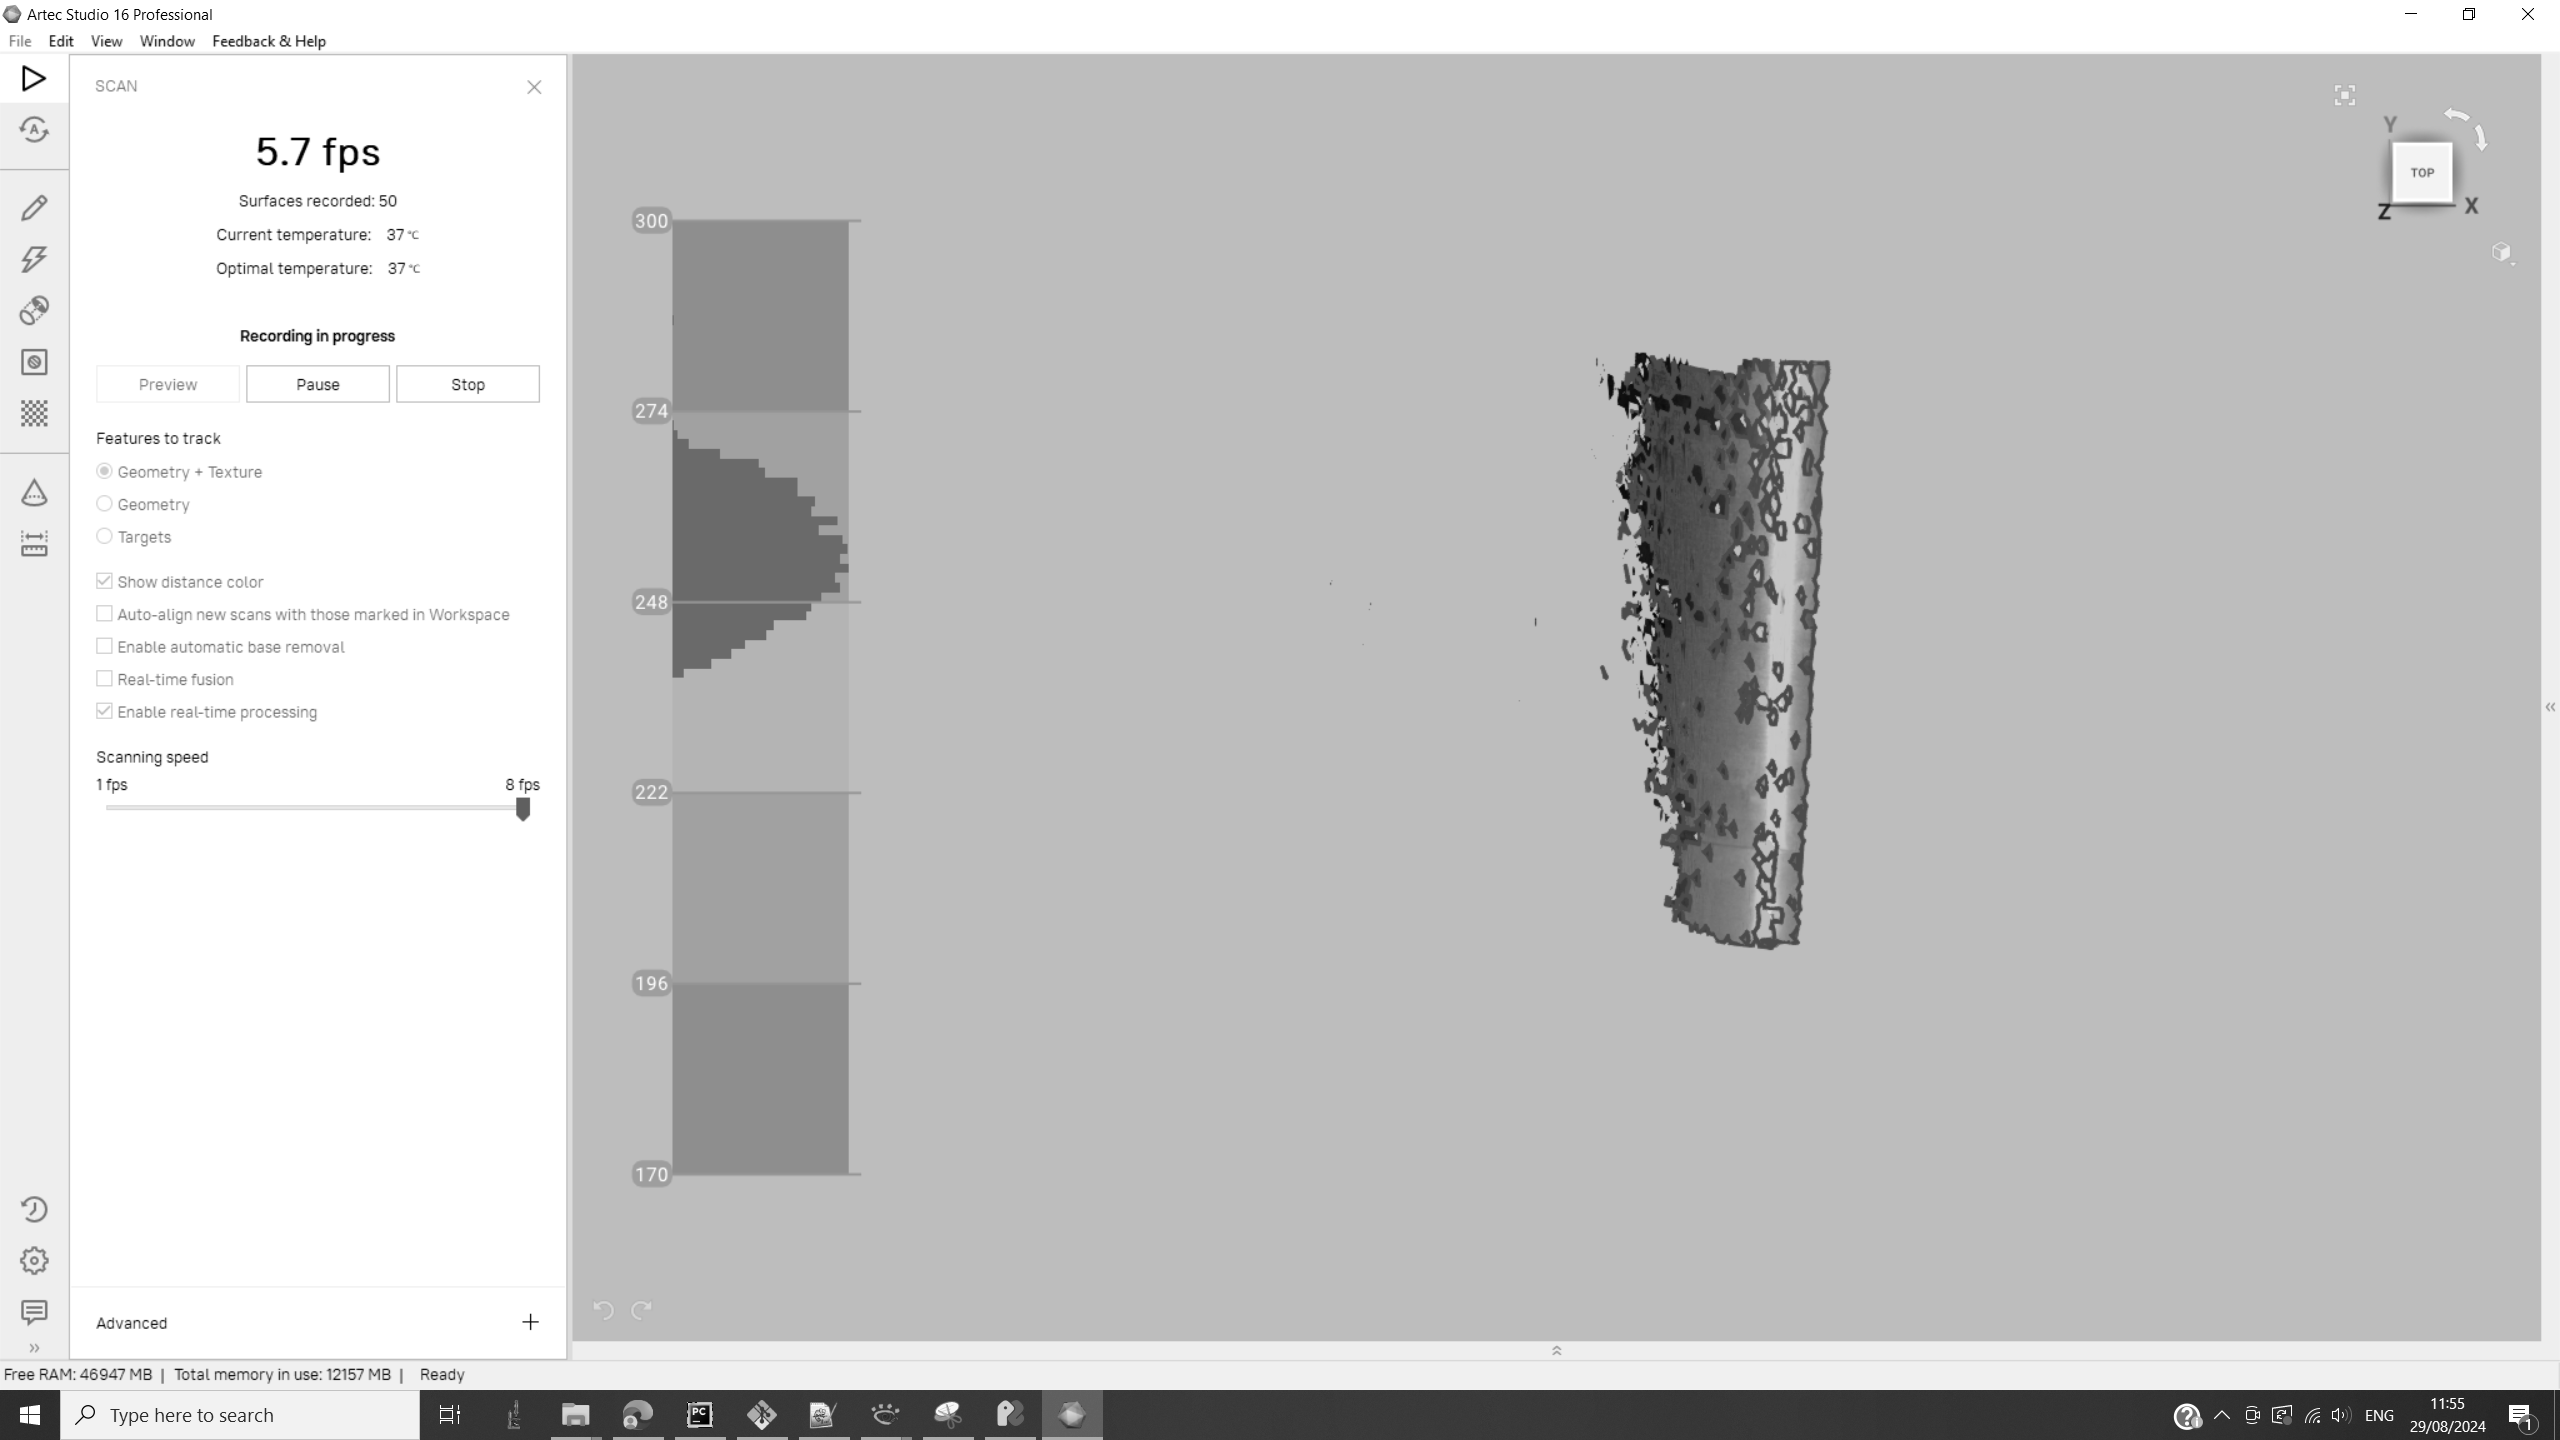 Artec Studio 16 Professional
File Edit View Window Feedback & Help
SCAN
5.7 fps
Surfaces recorded: 50
Current temperature: 37 °C
Optimal temperature: 37 °C
Recording in progress
Preview Pause Stop
Features to track
Geometry + Texture
Geometry
Targets
Show distance color
Auto-align new scans with those marked in Workspace
Enable automatic base removal
Real-time fusion
Enable real-time processing
Scanning speed
1 fps 8 fps
Advanced
300
274
248
222
196
170
Y
TOP
Z X
Free RAM: 46947 MB | Total memory in use: 12157 MB | Ready
Type here to search
PC
ENG
11:55
29/08/2024
1